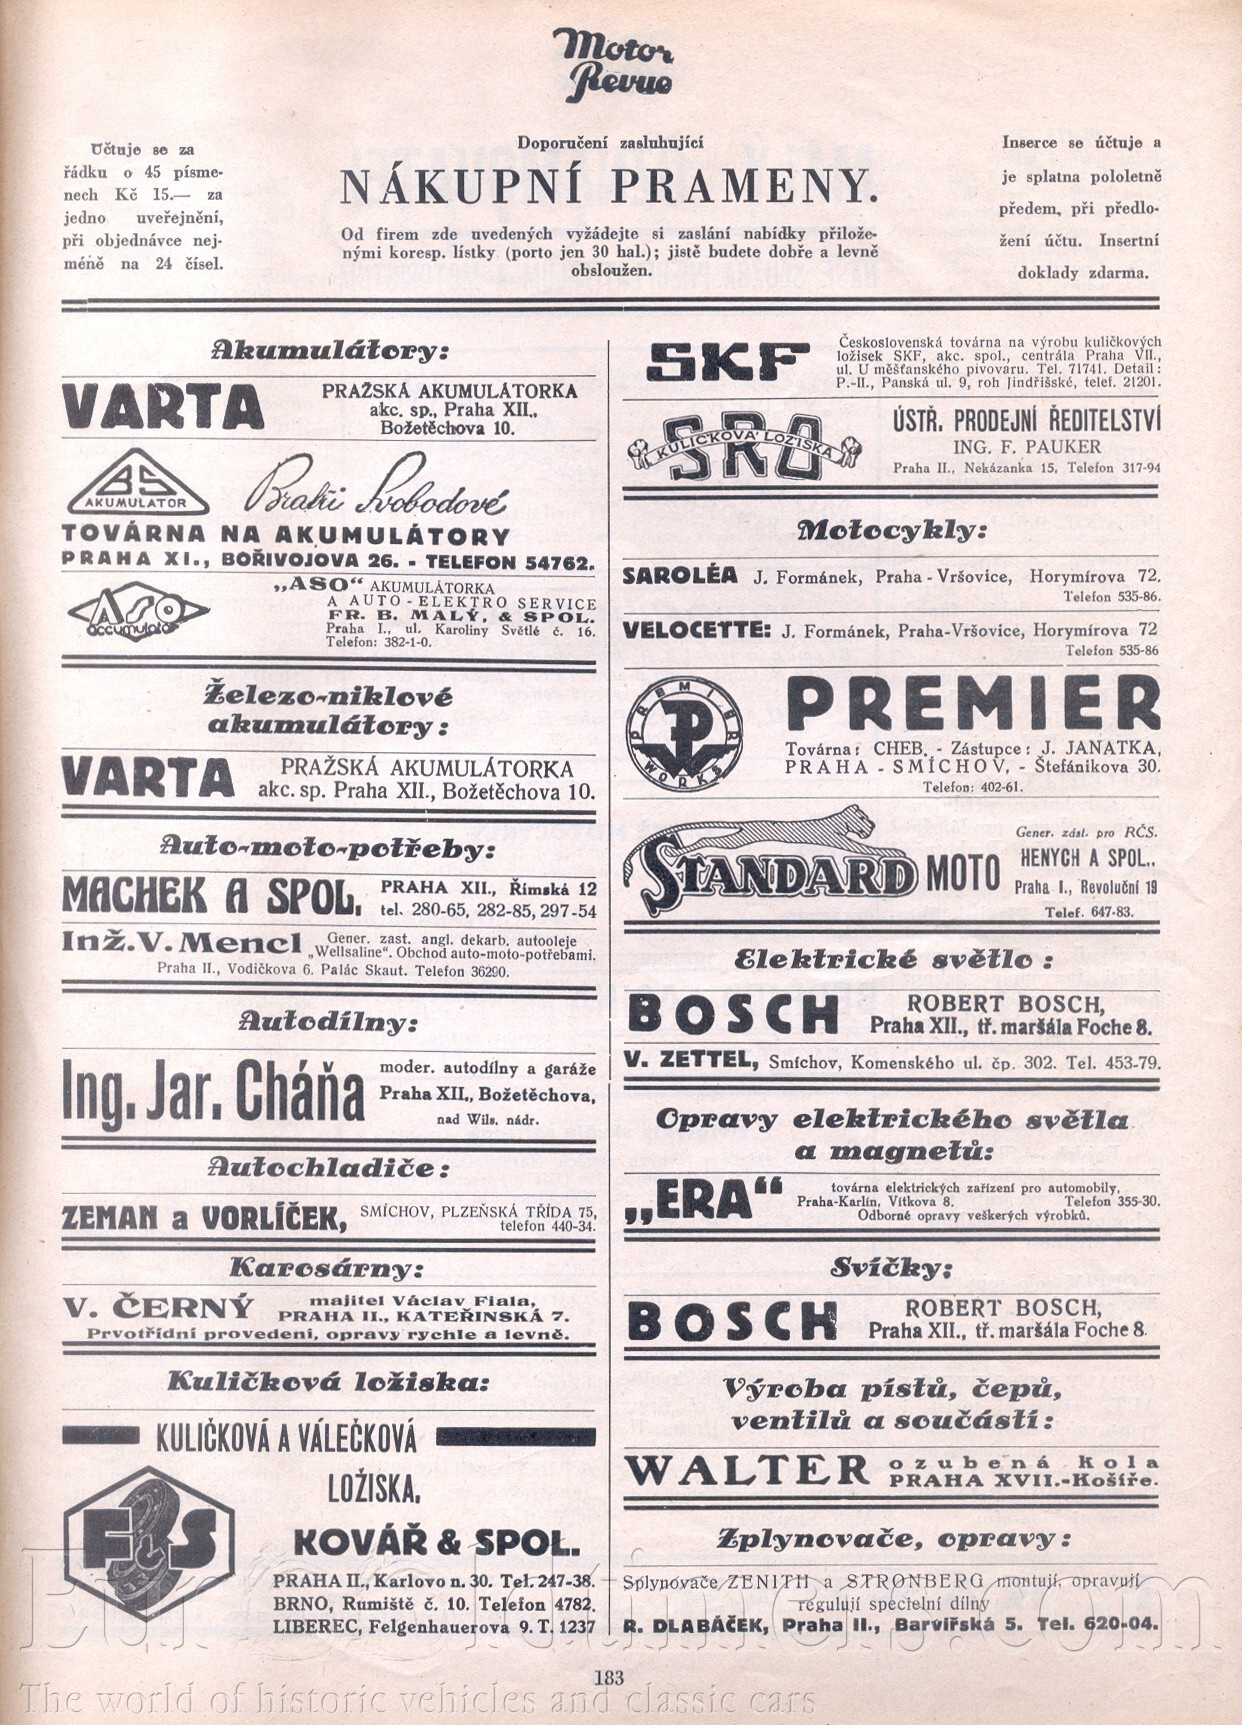 Motor
Revue
Účtuje se za
řádku o 45 písme-
nech Kč 15.— za
jedno uveřejnění,
při objednávce nej-
méně na 24 čísel.
Doporučení zasluhující
NÁKUPNÍ PRAMENY.
Od firem zde uvedených vyžádejte si zaslání nabídky přilože-
nými koresp. lístky (porto jen 30 hal.); jistě budete dobře a levně
obsloužen.
Inserce se účtuje a
je splatna pololetně
předem, při předlo-
žení účtu. Insertní
doklady zdarma.
Akumulátory:
VARTA
PRAŽSKÁ AKUMULÁTORKA
akc. sp., Praha XII.,
Božetěchova 10.
BS
AKUMULATOR
Bratři Svobodové
TOVÁRNA NA AKUMULÁTORY
PRAHA XI., BOŘIVOJOVA 26. - TELEFON 54762.
ASO
accumulator
„ASO“ AKUMULÁTORKA
A AUTO-ELEKTRO SERVICE
FR. B. MALÝ, & SPOL.
Praha I., ul. Karoliny Světlé č. 16.
Telefon: 382-1-0.
Železo-niklové
akumulátory:
VARTA
PRAŽSKÁ AKUMULÁTORKA
akc. sp. Praha XII., Božetěchova 10.
Auto-moto-potřeby:
MACHEK A SPOL.
PRAHA XII., Římská 12
tel. 280-65, 282-85, 297-54
Inž. V. Mencl
Gener. zast. angl. dekarb. autooleje
„Wellsaline“. Obchod auto-moto-potřebami.
Praha II., Vodičkova 6. Palác Skaut. Telefon 36290.
Autodílny:
Ing. Jar. Cháňa
moder. autodílny a garáže
Praha XII., Božetěchova,
nad Wils. nádr.
Autochladiče:
ZEMAN a VORLÍČEK,
SMÍCHOV, PLZEŇSKÁ TŘÍDA 75,
telefon 440-34.
Karosárny:
V. ČERNÝ
majitel Václav Fiala,
PRAHA II., KATEŘINSKÁ 7.
Prvotřídní provedení, opravy rychle a levně.
Kuličková ložiska:
KULIČKOVÁ A VÁLEČKOVÁ
LOŽISKA,
FRS
KOVÁŘ & SPOL.
PRAHA II., Karlovo n. 30. Tel. 247-38.
BRNO, Rumiště č. 10. Telefon 4782.
LIBEREC, Felgenhauerova 9. T. 1237
SKF
Československá továrna na výrobu kuličkových
ložisek SKF, akc. spol., centrála Praha VII.,
ul. U měšťanského pivovaru. Tel. 71741. Detail:
P.-II., Panská ul. 9, roh Jindřišské, telef. 21201.
SRO
KULIČKOVÁ LOŽISKA
ÚSTŘ. PRODEJNÍ ŘEDITELSTVÍ
ING. F. PAUKER
Praha II., Nekázanka 15, Telefon 317-94
Motocykly:
SAROLÉA J. Formánek, Praha - Vršovice, Horymírova 72.
Telefon 535-86.
VELOCETTE: J. Formánek, Praha-Vršovice, Horymírova 72
Telefon 535-86
PREMIER
P
WORKS
PREMIER
Továrna: CHEB. - Zástupce: J. JANATKA,
PRAHA - SMÍCHOV, - Štefánikova 30.
Telefon: 402-61.
STANDARD MOTO
Gener. zást. pro RČS.
HENYCH A SPOL.,
Praha I., Revoluční 19
Telef. 647-83.
Elektrické světlo:
BOSCH
ROBERT BOSCH,
Praha XII., tř. maršála Foche 8.
V. ZETTEL, Smíchov, Komenského ul. čp. 302. Tel. 453-79.
Opravy elektrického světla
a magnetů:
„ERA“
továrna elektrických zařízení pro automobily,
Praha-Karlín, Vítkova 8. Telefon 355-30.
Odborné opravy veškerých výrobků.
Svíčky:
BOSCH
ROBERT BOSCH,
Praha XII., tř. maršála Foche 8.
Výroba pístů, čepů,
ventilů a součástí:
WALTER
ozubená kola
PRAHA XVII.-Košíře.
Zplynovače, opravy:
Splynovače ZENITH a STRONBERG montují, opravují
regulují specielní dílny
R. DLABÁČEK, Praha II., Barvířská 5. Tel. 620-04.
183
The world of historic vehicles and classic cars